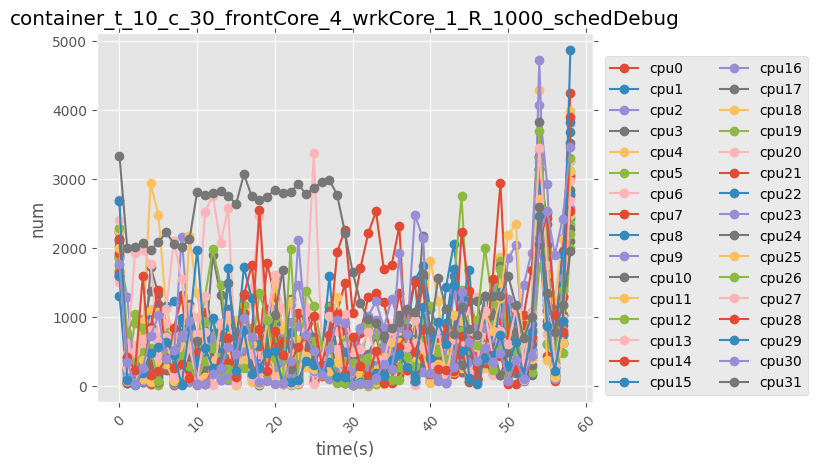 container_t_10_c_30_frontCore_4_wrkCore_1_R_1000_schedDebug
5000
4000
3000
2000
1000
0
num
0
10
20
30
40
50
60
time(s)
cpu0
cpu1
cpu2
cpu3
cpu4
cpu5
cpu6
cpu7
cpu8
cpu9
cpu10
cpu11
cpu12
cpu13
cpu14
cpu15
cpu16
cpu17
cpu18
cpu19
cpu20
cpu21
cpu22
cpu23
cpu24
cpu25
cpu26
cpu27
cpu28
cpu29
cpu30
cpu31